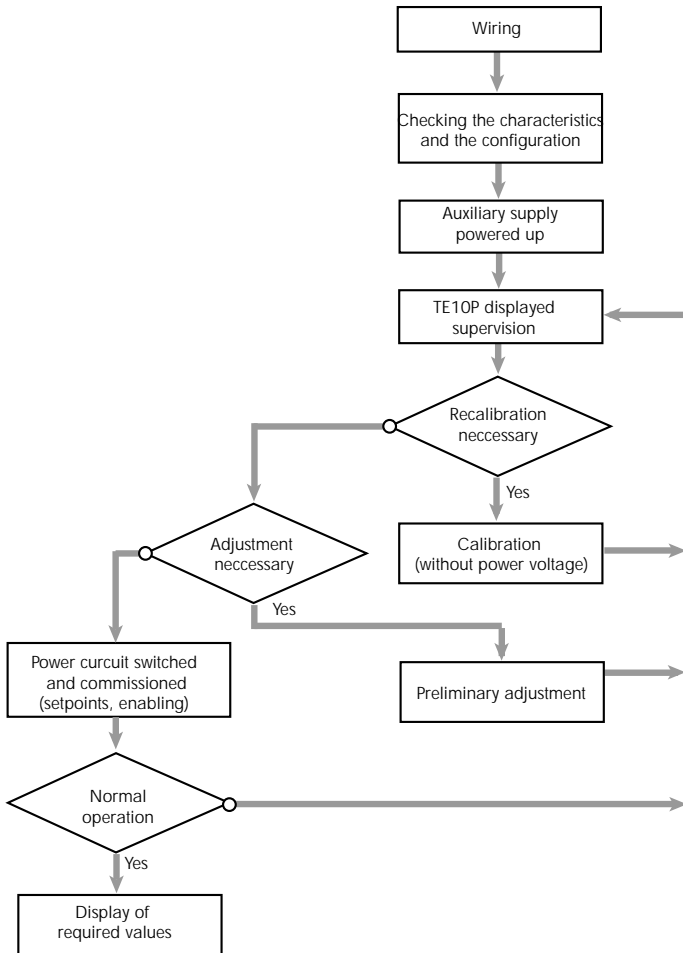 Wiring
Checking the characteristics
and the configuration
Auxiliary supply
powered up
TE10P displayed
supervision
Recalibration
neccessary
Yes
Calibration
(without power voltage)
Adjustment
neccessary
Yes
Preliminary adjustment
Power curcuit switched
and commissioned
(setpoints, enabling)
Normal
operation
Yes
Display of
required values